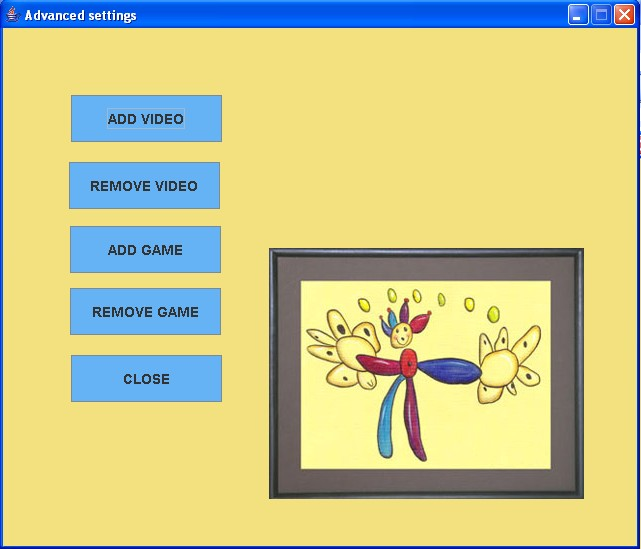 Advanced settings
ADD VIDEO
REMOVE VIDEO
ADD GAME
REMOVE GAME
CLOSE